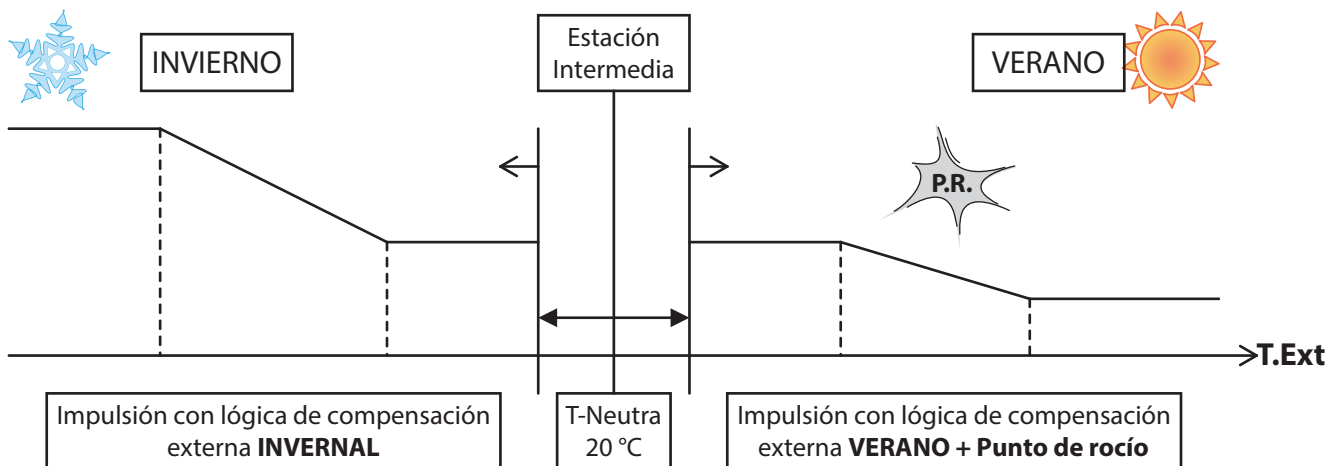 INVIERNO
Estación
Intermedia
VERANO
P.R.
T.Ext
Impulsión con lógica de compensación
externa INVERNAL
T-Neutra
20 °C
Impulsión con lógica de compensación
externa VERANO + Punto de rocío